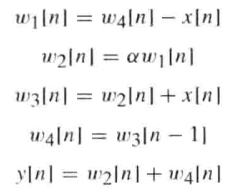 w₁[n] = w₄[n] − x[n]
w₂[n] = αw₁[n]
w₃[n] = w₂[n] + x[n]
w₄[n] = w₃[n − 1]
y[n] = w₂[n] + w₄[n]